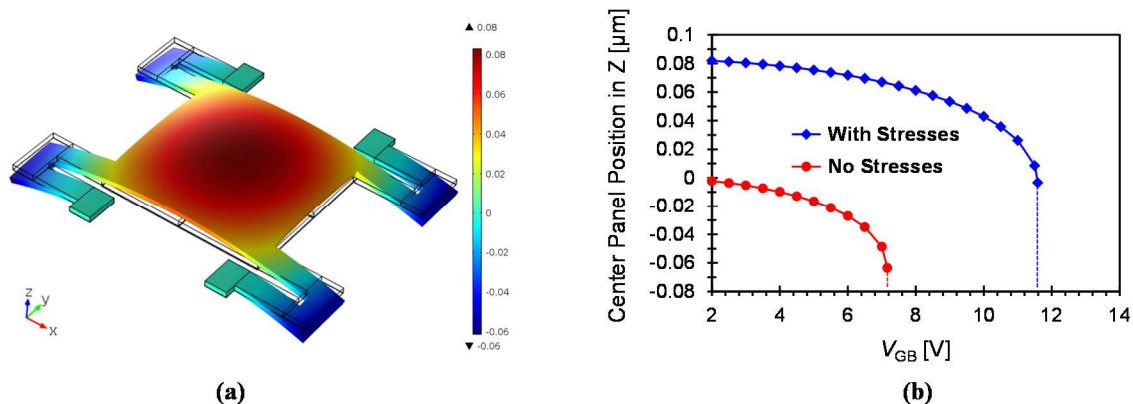 ▲ 0.08
0.08
0.06
0.04
0.02
0
-0.02
-0.04
-0.06
▼ -0.06
z
y
x
(a)
Center Panel Position in Z [µm]
0.1
0.08
0.06
0.04
0.02
0
-0.02
-0.04
-0.06
-0.08
With Stresses
No Stresses
2 4 6 8 10 12 14
V_GB [V]
(b)